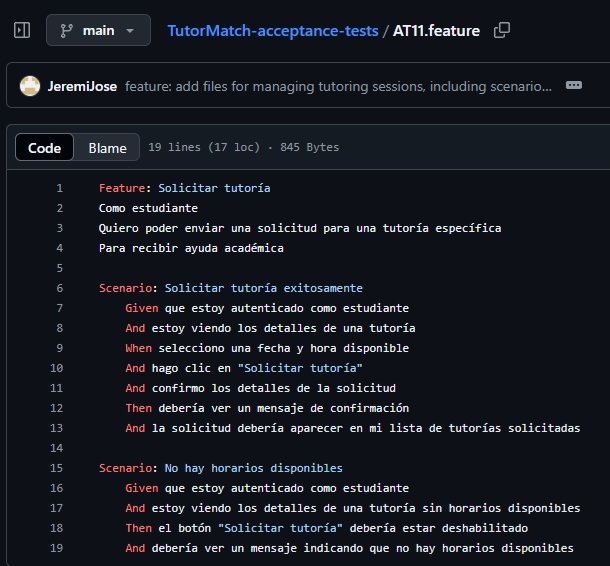 main
TutorMatch-acceptance-tests / AT11.feature
JeremiJose feature: add files for managing tutoring sessions, including scenario...
Code Blame 19 lines (17 loc) · 845 Bytes
1 Feature: Solicitar tutoría
2 Como estudiante
3 Quiero poder enviar una solicitud para una tutoría específica
4 Para recibir ayuda académica
5
6 Scenario: Solicitar tutoría exitosamente
7 Given que estoy autenticado como estudiante
8 And estoy viendo los detalles de una tutoría
9 When selecciono una fecha y hora disponible
10 And hago clic en "Solicitar tutoría"
11 And confirmo los detalles de la solicitud
12 Then debería ver un mensaje de confirmación
13 And la solicitud debería aparecer en mi lista de tutorías solicitadas
14
15 Scenario: No hay horarios disponibles
16 Given que estoy autenticado como estudiante
17 And estoy viendo los detalles de una tutoría sin horarios disponibles
18 Then el botón "Solicitar tutoría" debería estar deshabilitado
19 And debería ver un mensaje indicando que no hay horarios disponibles